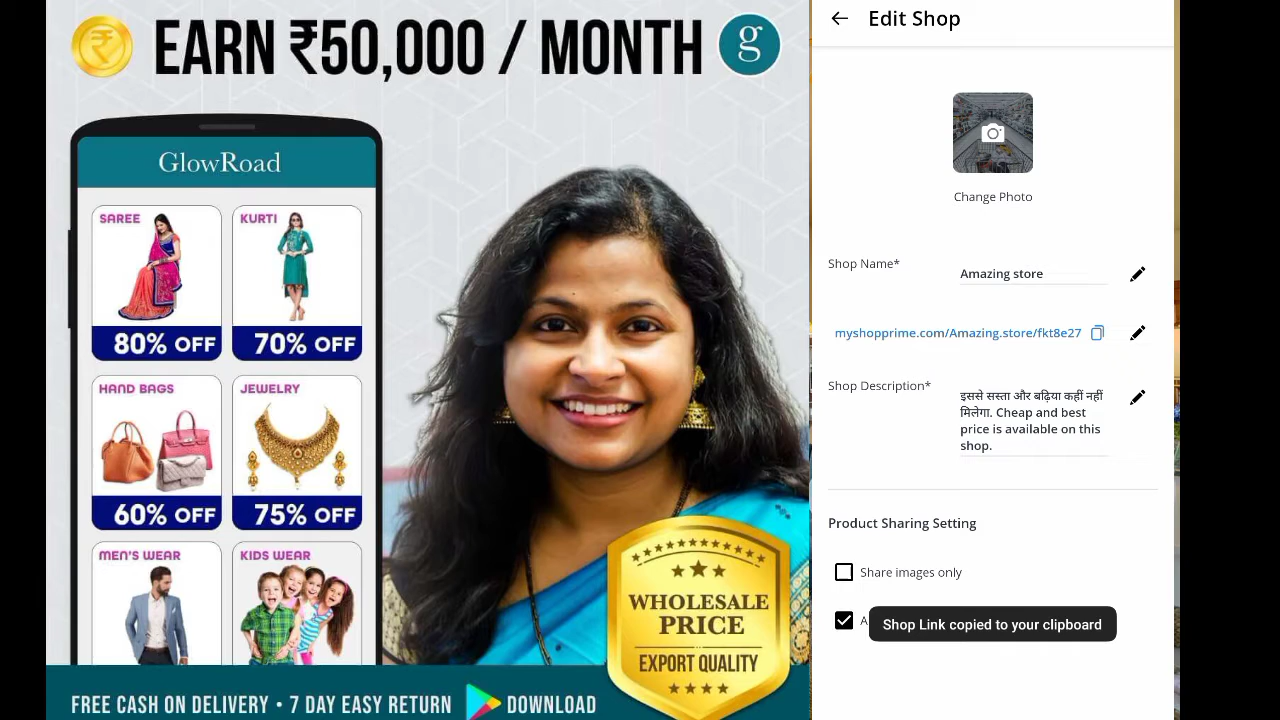 EARN ₹50,000 / MONTH
g
GlowRoad
SAREE
KURTI
80% OFF
70% OFF
HAND BAGS
JEWELRY
60% OFF
75% OFF
MEN'S WEAR
KIDS WEAR
WHOLESALE
PRICE
EXPORT QUALITY
FREE CASH ON DELIVERY • 7 DAY EASY RETURN
DOWNLOAD
Edit Shop
Change Photo
Shop Name*
Amazing store
myshopprime.com/Amazing.store/fkt8e27
Shop Description*
इससे सस्ता और बढ़िया कहीं नहीं
मिलेगा. Cheap and best
price is available on this
shop.
Product Sharing Setting
Share images only
A
Shop Link copied to your clipboard